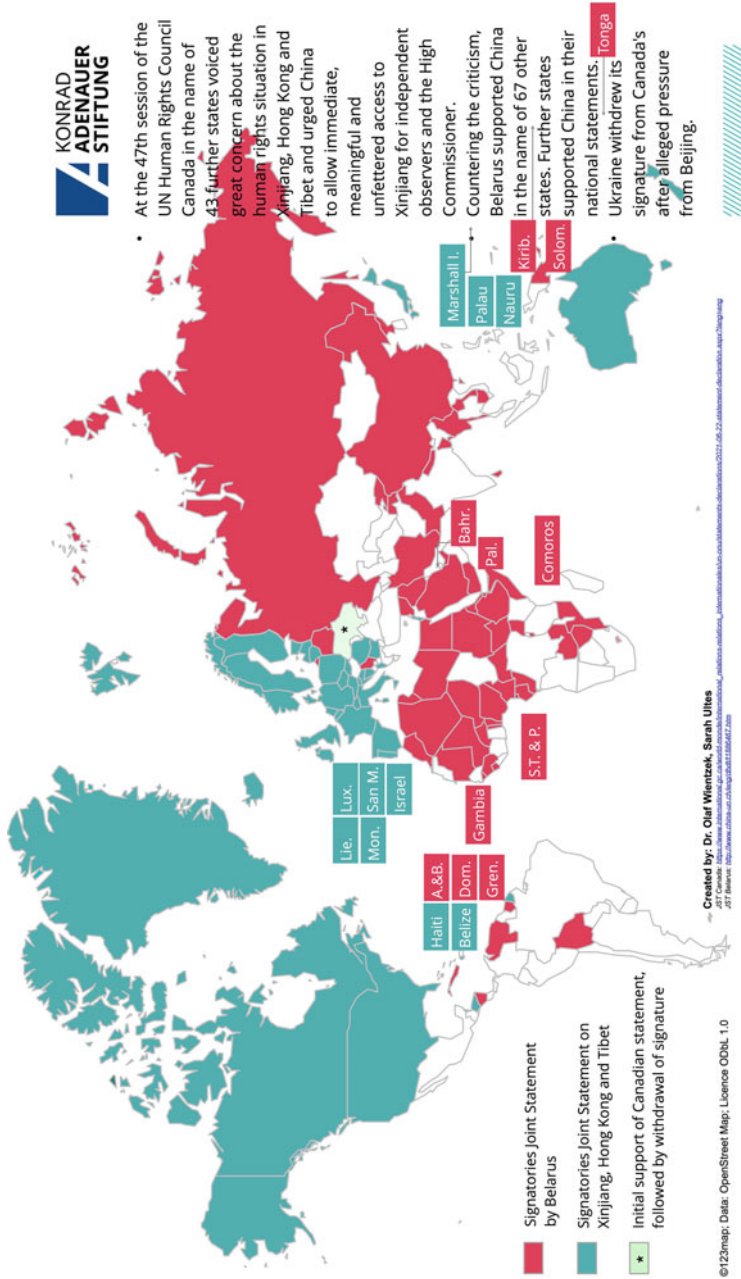 KONRAD
ADENAUER
STIFTUNG
• At the 47th session of the
UN Human Rights Council
Canada in the name of
43 further states voiced
great concern about the
human rights situation in
Xinjiang, Hong Kong and
Tibet and urged China
to allow immediate,
meaningful and
unfettered access to
Xinjiang for independent
observers and the High
Commissioner.
• Countering the criticism,
Belarus supported China
in the name of 67 other
states. Further states
supported China in their
national statements.
• Ukraine withdrew its
signature from Canada's
after alleged pressure
from Beijing.
Tonga
Marshall I.
Palau
Nauru
Kirib.
Solom.
Bahr.
Pal.
Comoros
Lie.
Lux.
Mon.
San M.
Israel
Gambia
S.T. & P.
Haiti
A.&B.
Belize
Dom.
Gren.
Signatories Joint Statement
by Belarus
Signatories Joint Statement on
Xinjiang, Hong Kong and Tibet
Initial support of Canadian statement,
followed by withdrawal of signature
Created by: Dr. Olaf Wientzek, Sarah Ultes
JST Canada:
JST Belarus:
©123map; Data: OpenStreet Map; Licence ODbL 1.0